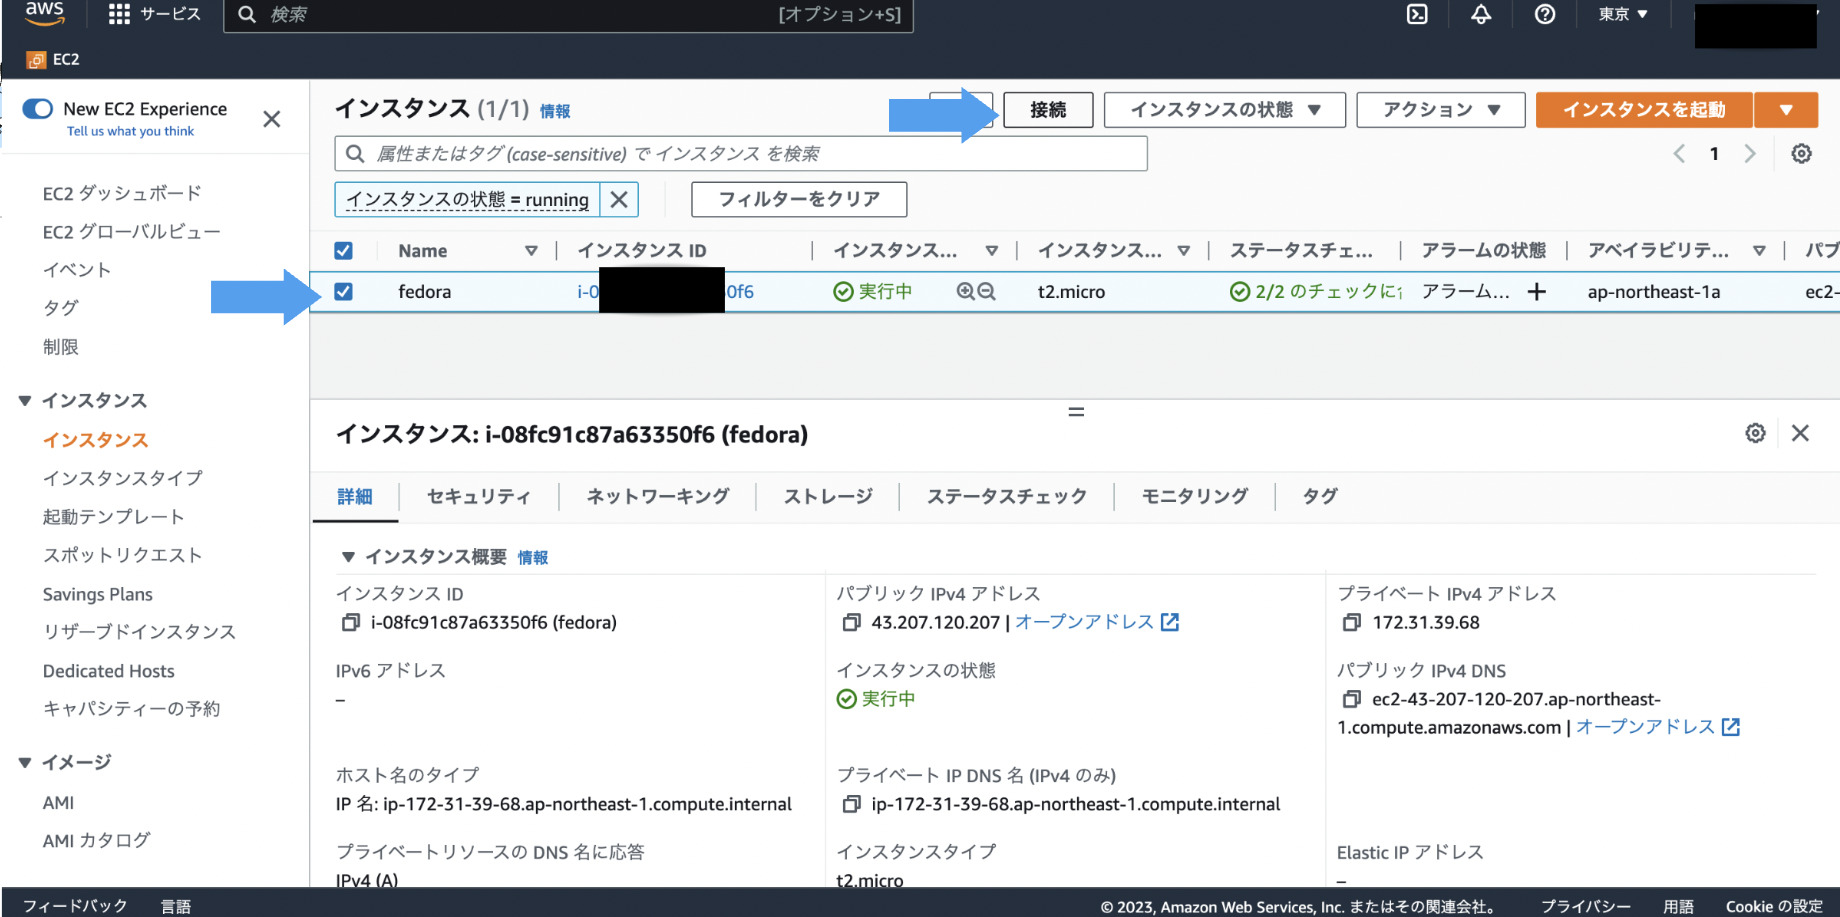 aws サービス 検索 [オプション+S] 東京
EC2
New EC2 Experience
Tell us what you think
EC2 ダッシュボード
EC2 グローバルビュー
イベント
タグ
制限
インスタンス
インスタンス
インスタンスタイプ
起動テンプレート
スポットリクエスト
Savings Plans
リザーブドインスタンス
Dedicated Hosts
キャパシティーの予約
イメージ
AMI
AMI カタログ
インスタンス (1/1) 情報 接続 インスタンスの状態 アクション インスタンスを起動
属性またはタグ (case-sensitive) で インスタンス を検索 1
インスタンスの状態 = running フィルターをクリア
Name インスタンス ID インスタンス... インスタンス... ステータスチェ... アラームの状態 アベイラビリテ... パブ
fedora i-0 0f6 実行中 t2.micro 2/2 のチェックに アラーム... ap-northeast-1a ec2-
インスタンス: i-08fc91c87a63350f6 (fedora)
詳細 セキュリティ ネットワーキング ストレージ ステータスチェック モニタリング タグ
インスタンス概要 情報
インスタンス ID
i-08fc91c87a63350f6 (fedora)
パブリック IPv4 アドレス
43.207.120.207 | オープンアドレス
プライベート IPv4 アドレス
172.31.39.68
IPv6 アドレス
–
インスタンスの状態
実行中
パブリック IPv4 DNS
ec2-43-207-120-207.ap-northeast-
1.compute.amazonaws.com | オープンアドレス
ホスト名のタイプ
IP 名: ip-172-31-39-68.ap-northeast-1.compute.internal
プライベート IP DNS 名 (IPv4 のみ)
ip-172-31-39-68.ap-northeast-1.compute.internal
プライベートリソースの DNS 名に応答
IPv4 (A)
インスタンスタイプ
t2.micro
Elastic IP アドレス
–
フィードバック 言語 © 2023, Amazon Web Services, Inc. またはその関連会社。 プライバシー 用語 Cookie の設定